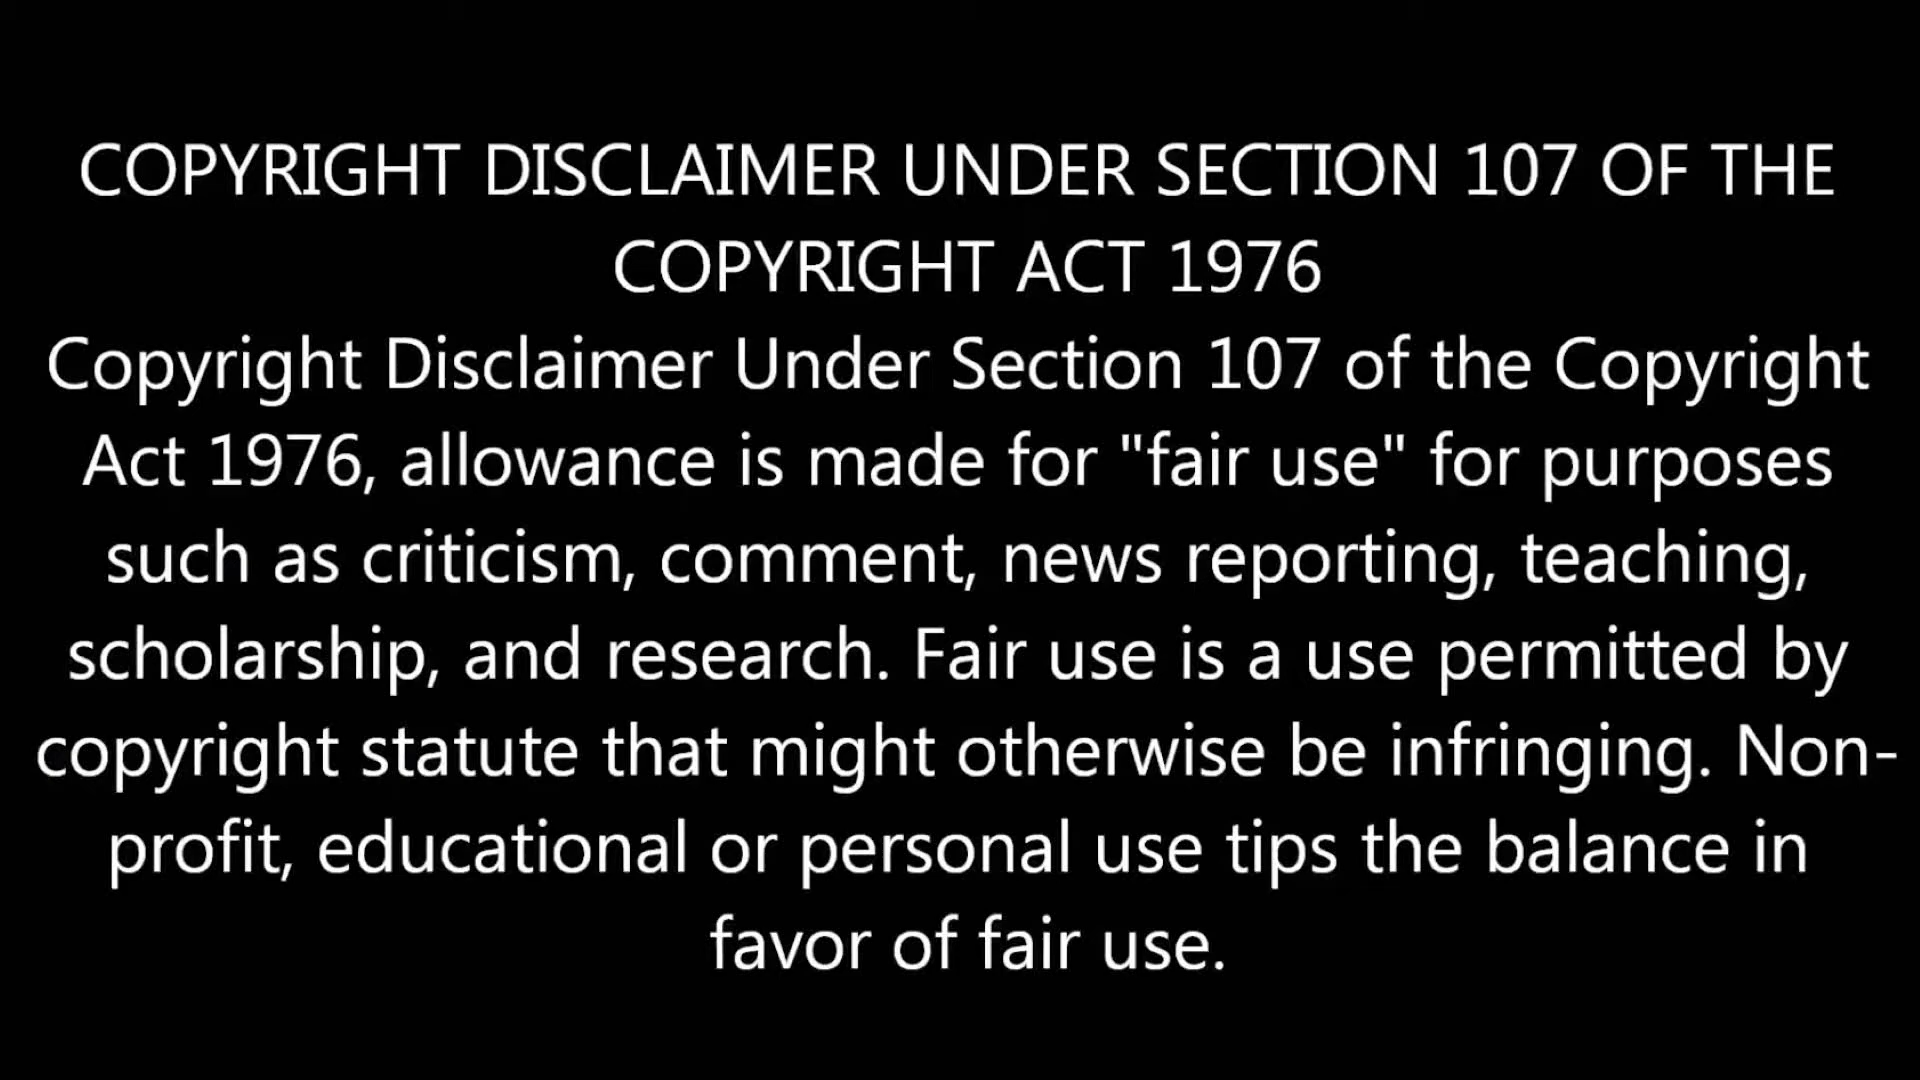 COPYRIGHT DISCLAIMER UNDER SECTION 107 OF THE
COPYRIGHT ACT 1976
Copyright Disclaimer Under Section 107 of the Copyright
Act 1976, allowance is made for "fair use" for purposes
such as criticism, comment, news reporting, teaching,
scholarship, and research. Fair use is a use permitted by
copyright statute that might otherwise be infringing. Non-
profit, educational or personal use tips the balance in
favor of fair use.